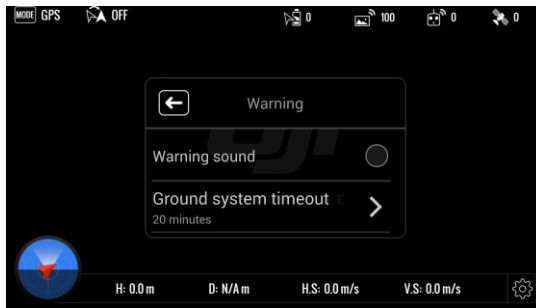 MODE GPS OFF 0 100 0 0
Warning
Warning sound
Ground system timeout
20 minutes
H: 0.0 m D: N/A m H.S: 0.0 m/s V.S: 0.0 m/s